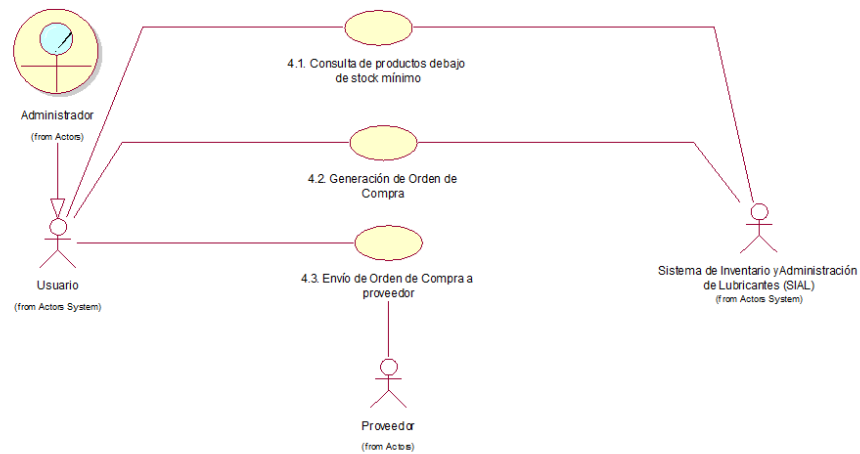 4.1. Consulta de productos debajo
de stock mínimo
Administrador
(from Actors)
4.2. Generación de Orden de
Compra
Usuario
(from Actors System)
4.3. Envío de Orden de Compra a
proveedor
Sistema de Inventario y Administración
de Lubricantes (SIAL)
(from Actors System)
Proveedor
(from Actors)